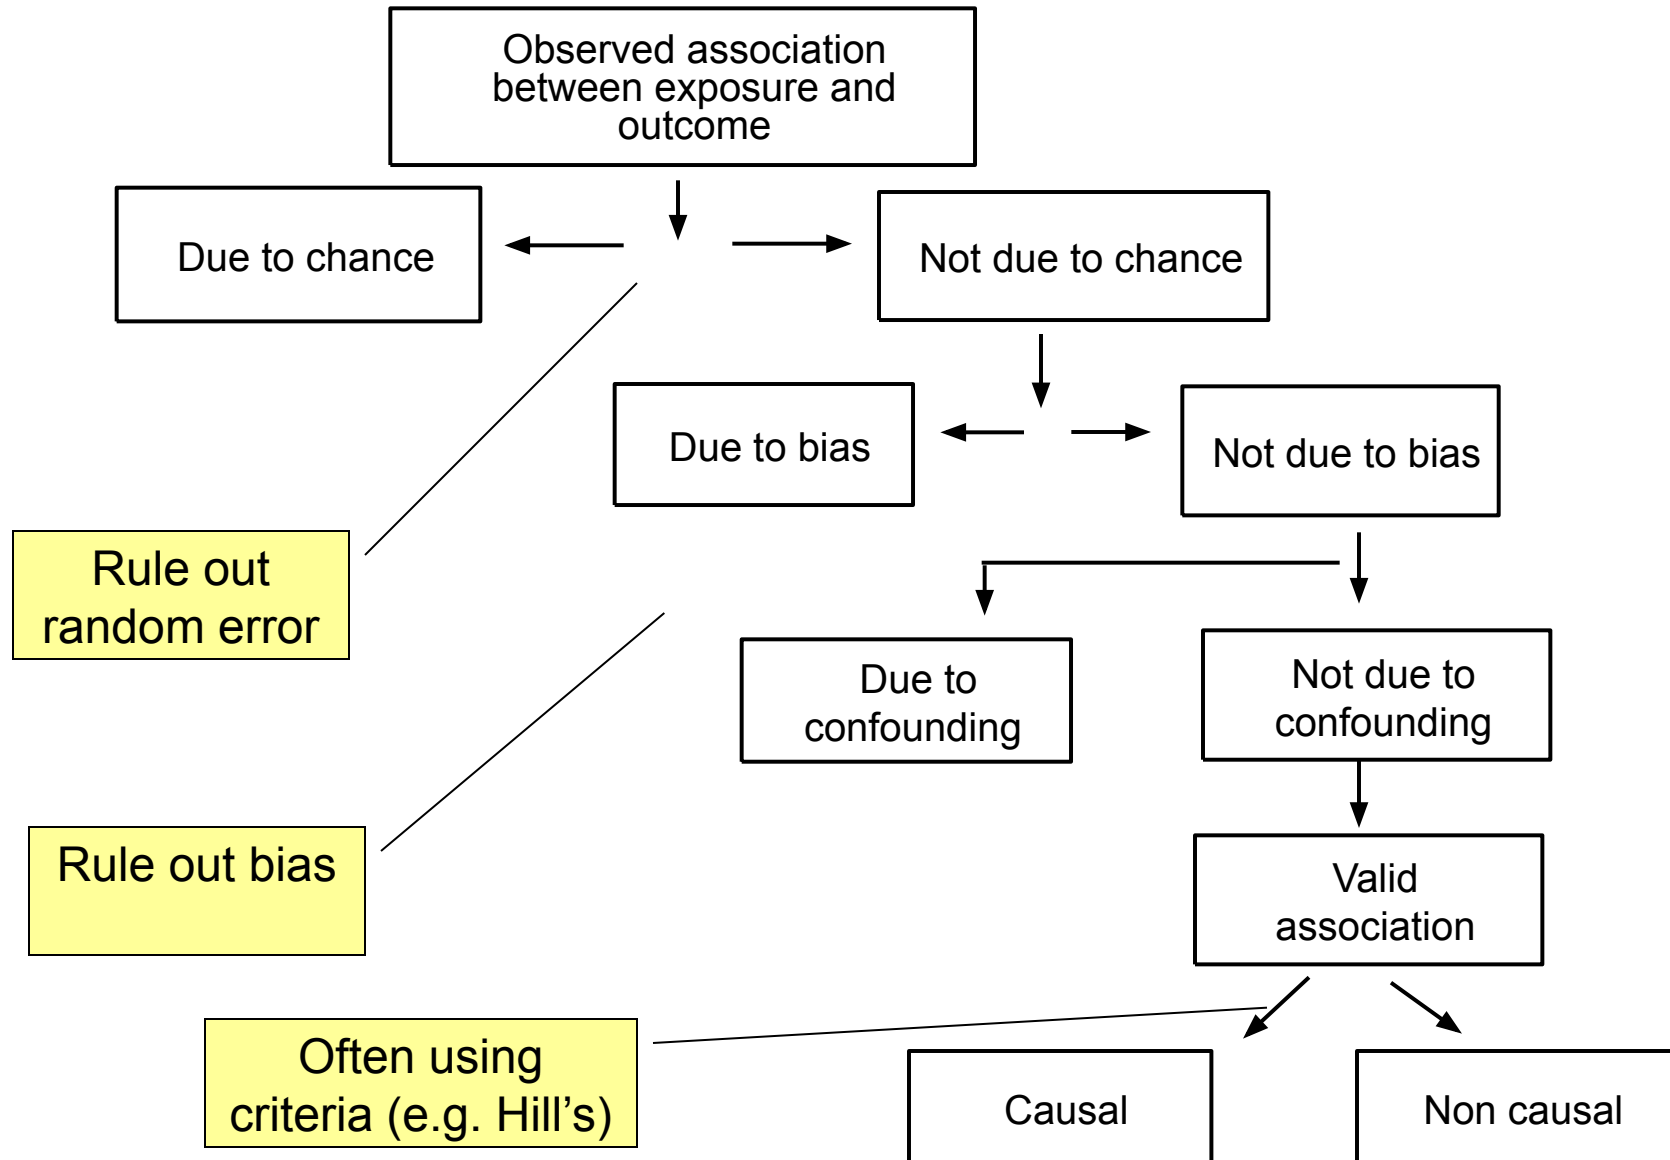 Observed association
between exposure and
outcome
Due to chance
Not due to chance
Due to bias
Not due to bias
Rule out
random error
Due to
confounding
Not due to
confounding
Rule out bias
Valid
association
Often using
criteria (e.g. Hill’s)
Causal
Non causal